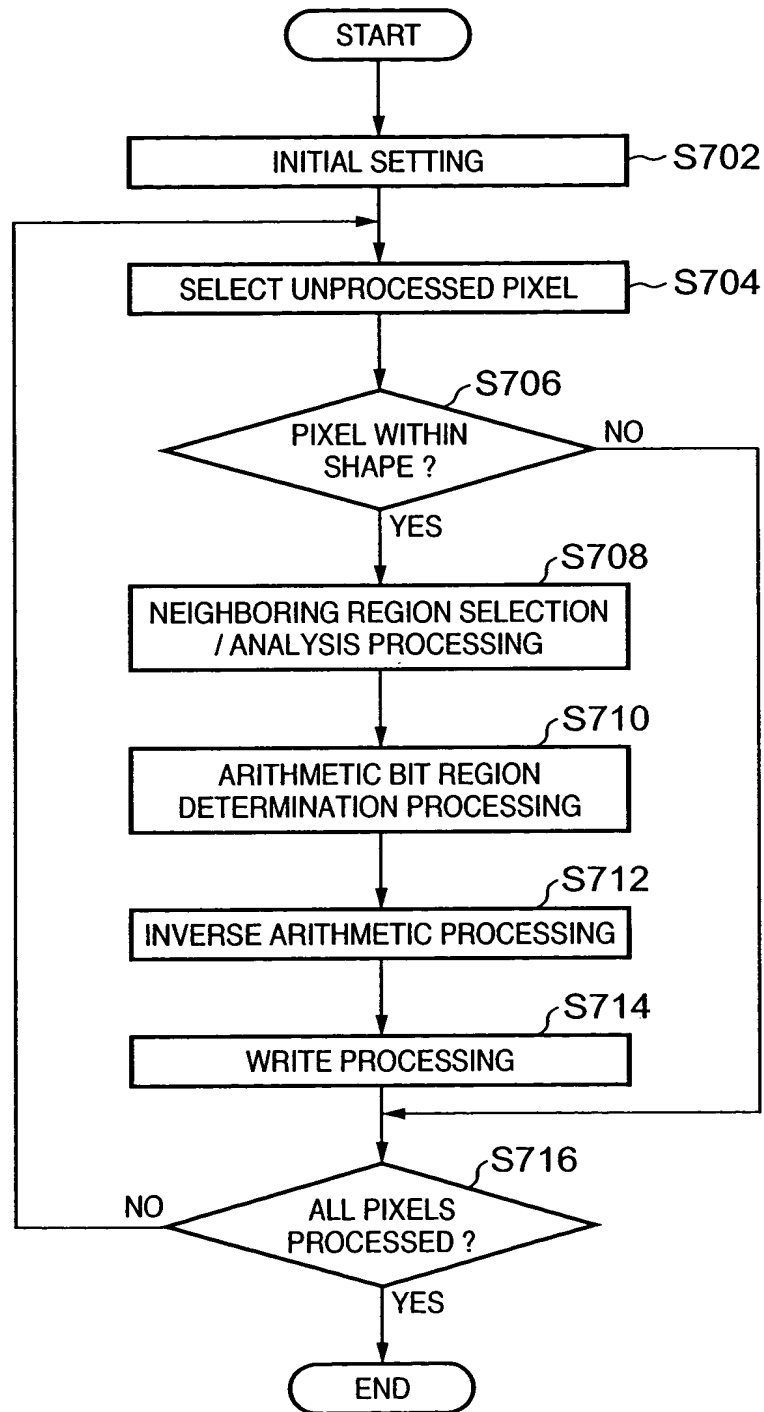 START
INITIAL SETTING
S702
SELECT UNPROCESSED PIXEL
S704
S706
PIXEL WITHIN
SHAPE ?
NO
YES
S708
NEIGHBORING REGION SELECTION
/ ANALYSIS PROCESSING
S710
ARITHMETIC BIT REGION
DETERMINATION PROCESSING
S712
INVERSE ARITHMETIC PROCESSING
S714
WRITE PROCESSING
S716
NO
ALL PIXELS
PROCESSED ?
YES
END